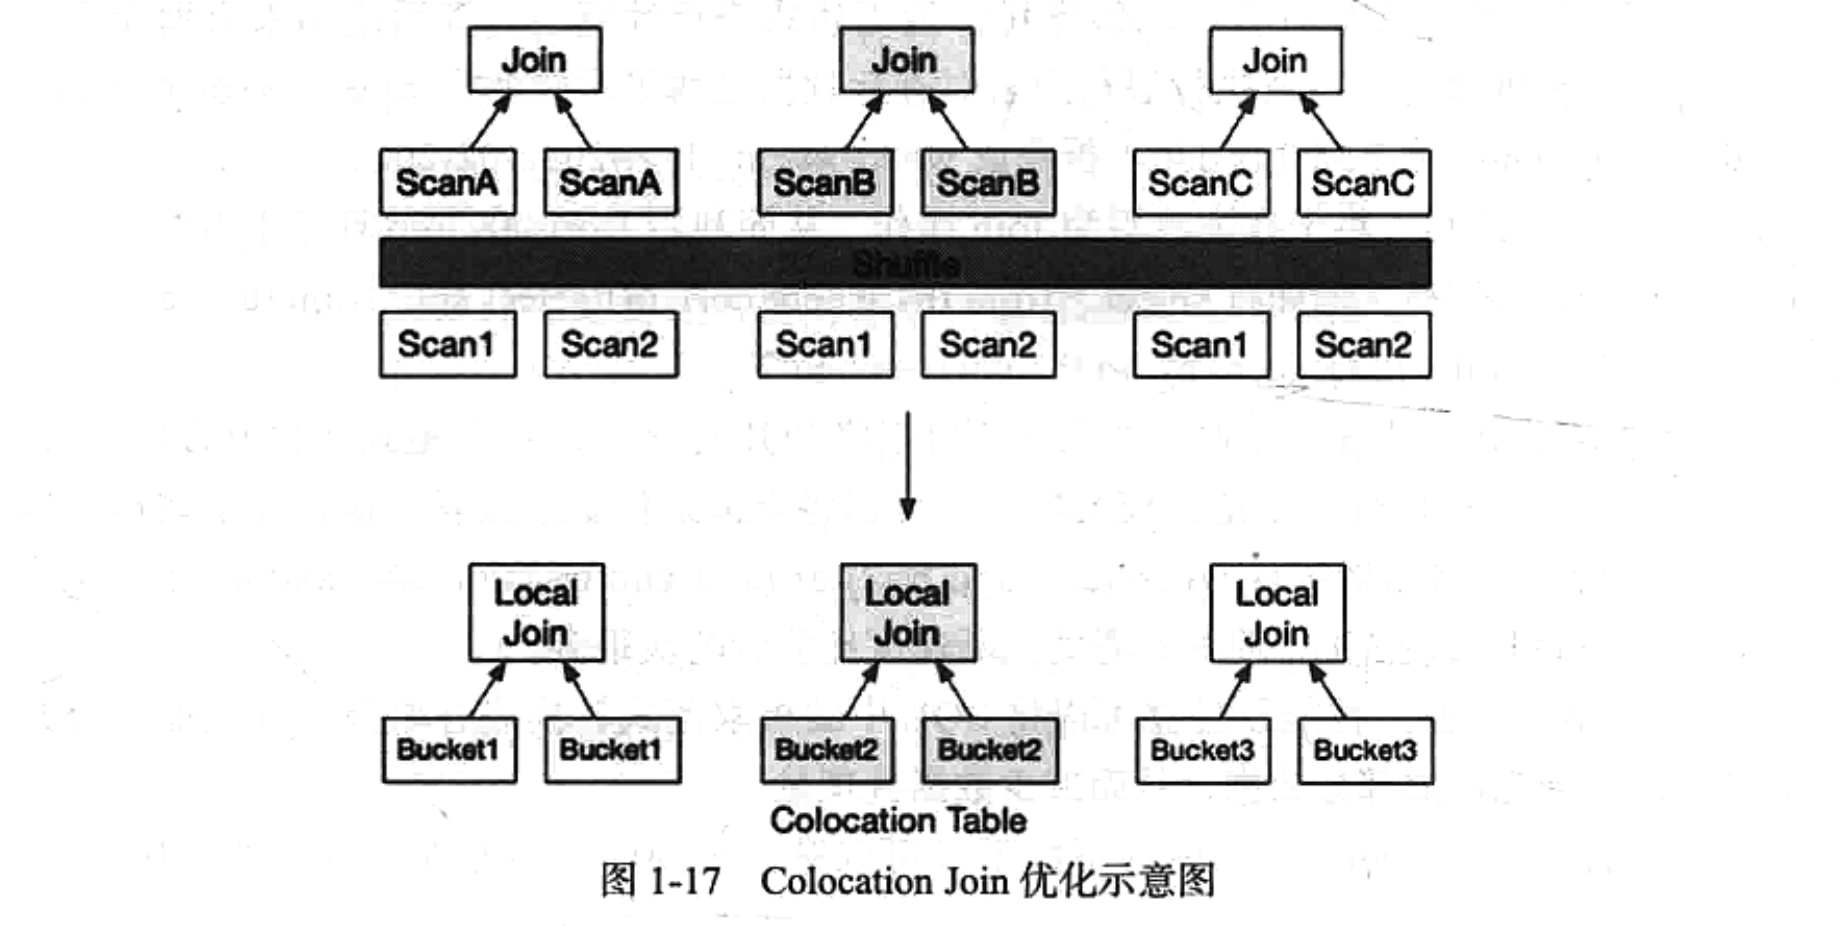 Join Join Join
ScanA ScanA ScanB ScanB ScanC ScanC
Shuffle
Scan1 Scan2 Scan1 Scan2 Scan1 Scan2
Local Join Local Join Local Join
Bucket1 Bucket1 Bucket2 Bucket2 Bucket3 Bucket3
Colocation Table
图 1-17 Colocation Join 优化示意图